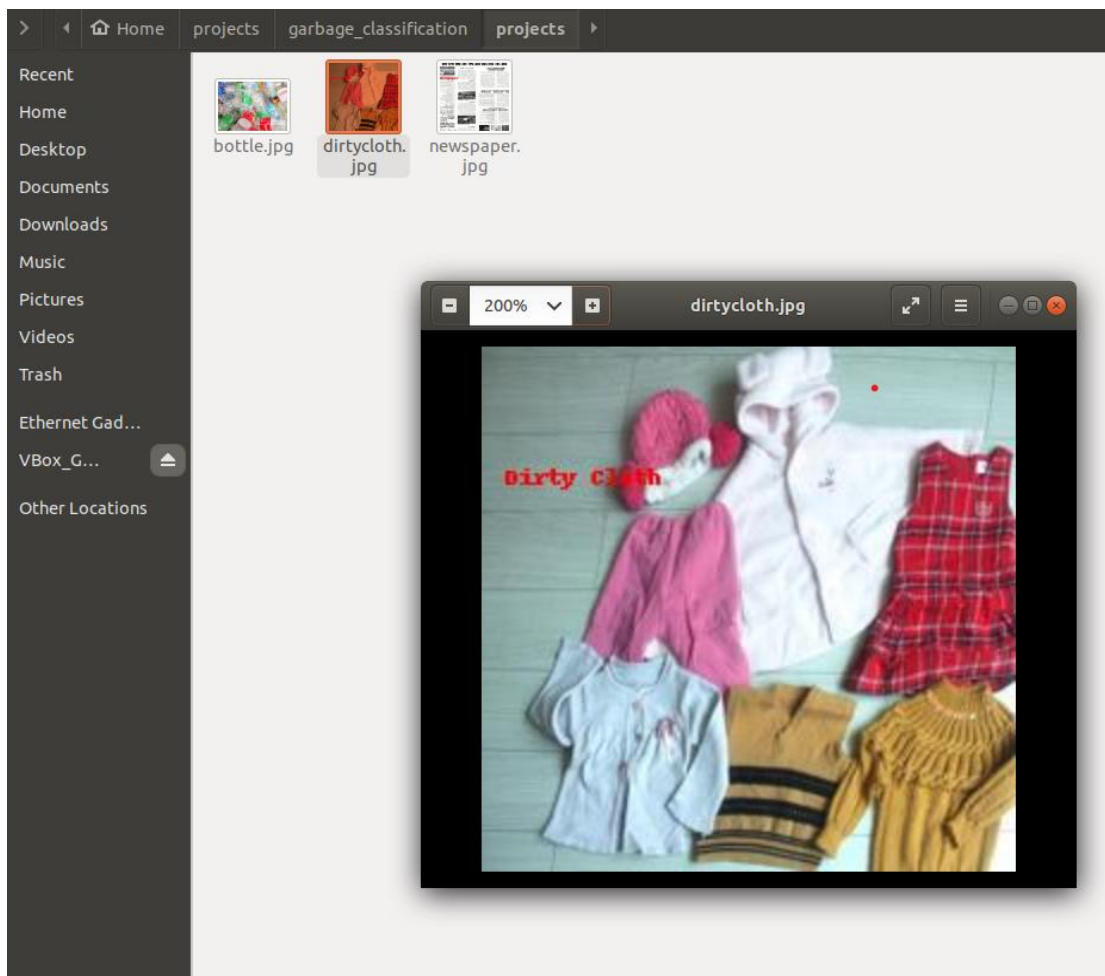 Home projects garbage_classification projects
Recent
Home
Desktop
Documents
Downloads
Music
Pictures
Videos
Trash
Ethernet Gad...
VBox_G...
Other Locations
bottle.jpg
dirtycloth.
jpg
newspaper.
jpg
200% dirtycloth.jpg
Dirty Cloth